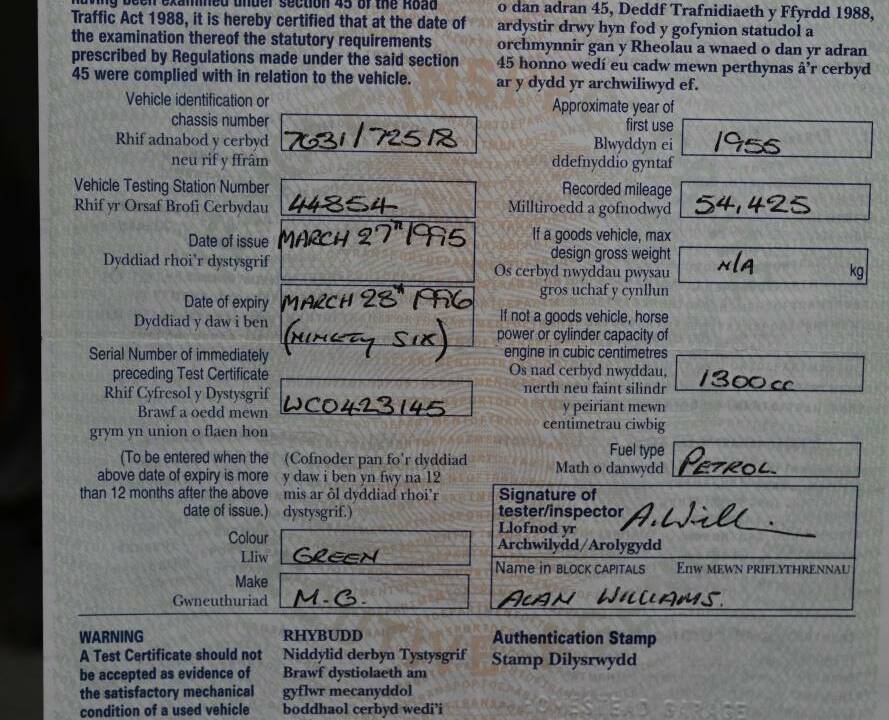 having been examined under section 45 of the Road
Traffic Act 1988, it is hereby certified that at the date of
the examination thereof the statutory requirements
prescribed by Regulations made under the said section
45 were complied with in relation to the vehicle.
o dan adran 45, Deddf Trafnidiaeth y Ffyrdd 1988,
ardystir drwy hyn fod y gofynion statudol a
orchmynnir gan y Rheolau a wnaed o dan yr adran
45 honno wedi eu cadw mewn perthynas â'r cerbyd
ar y dydd yr archwiliwyd ef.
Vehicle identification or
chassis number
Rhif adnabod y cerbyd
neu rif y ffrâm
7631/72518
Vehicle Testing Station Number
Rhif yr Orsaf Brofi Cerbydau
44854
Date of issue
Dyddiad rhoi'r dystysgrif
MARCH 27TH 1995
Date of expiry
Dyddiad y daw i ben
MARCH 28TH 1996
(NINETY SIX)
Serial Number of immediately
preceding Test Certificate
Rhif Cyfresol y Dystysgrif
Brawf a oedd mewn
grym yn union o flaen hon
WC0423145
(To be entered when the
above date of expiry is more
than 12 months after the above
date of issue.)
(Cofnoder pan fo'r dyddiad
y daw i ben yn fwy na 12
mis ar ôl dyddiad rhoi'r
dystysgrif.)
Colour
Lliw
GREEN
Make
Gwneuthuriad
M.G.
Approximate year of
first use
Blwyddyn ei
ddefnyddio gyntaf
1955
Recorded mileage
Milltiroedd a gofnodwyd
54,425
If a goods vehicle, max
design gross weight
Os cerbyd nwyddau pwysau
gros uchaf y cynllun
N/A kg
If not a goods vehicle, horse
power or cylinder capacity of
engine in cubic centimetres
Os nad cerbyd nwyddau,
nerth neu faint silindr
y peiriant mewn
centimetrau ciwbig
1300cc
Fuel type
Math o danwydd
PETROL
Signature of
tester/inspector
Llofnod yr
Archwilydd/Arolygydd
A. Will
Name in BLOCK CAPITALS Enw MEWN PRIFLYTHRENNAU
ALAN WILLIAMS.
WARNING
A Test Certificate should not
be accepted as evidence of
the satisfactory mechanical
condition of a used vehicle
RHYBUDD
Niddylid derbyn Tystysgrif
Brawf dystiolaeth am
gyflwr mecanyddol
boddhaol cerbyd wedi'i
Authentication Stamp
Stamp Dilysrwydd